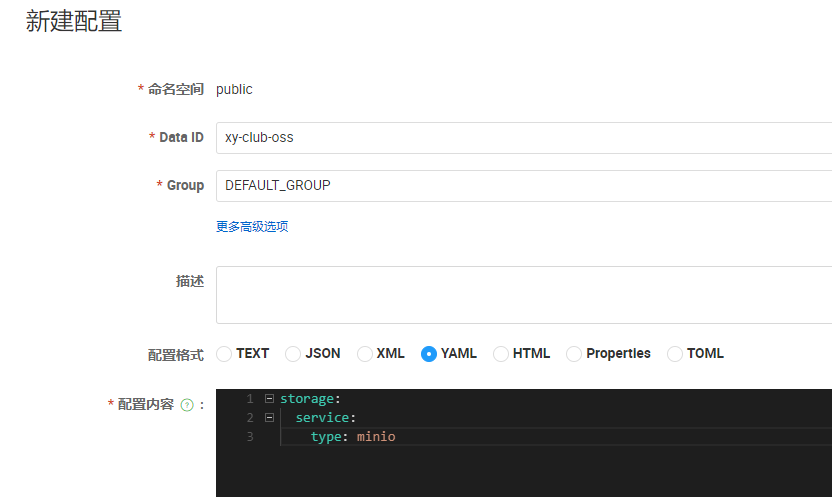 新建配置
* 命名空间 public
* Data ID xy-club-oss
* Group DEFAULT_GROUP
更多高级选项
描述
配置格式 TEXT JSON XML YAML HTML Properties TOML
* 配置内容 ? :
1 storage:
2 service:
3 type: minio